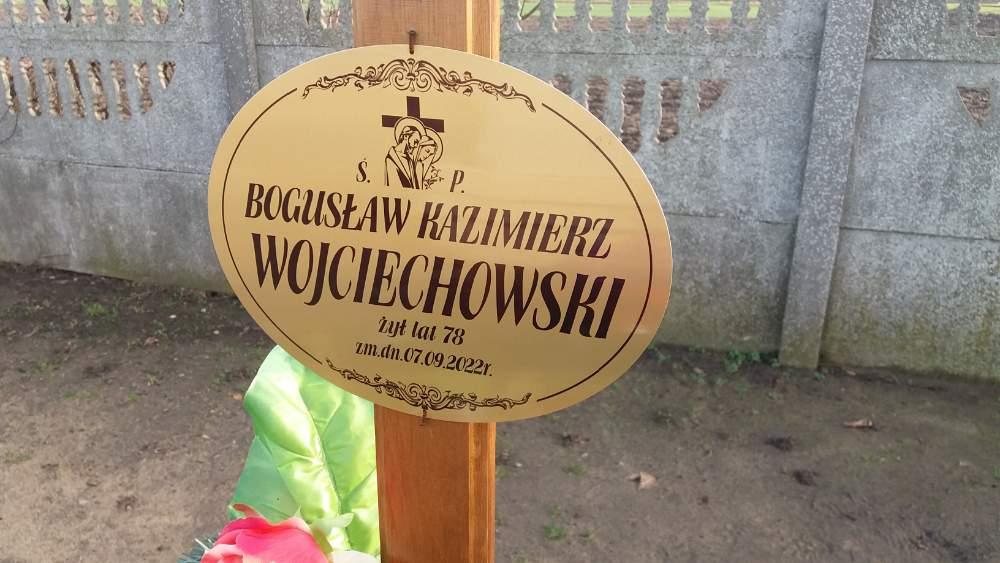 Ś. P.
BOGUSŁAW KAZIMIERZ
WOJCIECHOWSKI
żył lat 78
zm.dn.07.09.2022r.